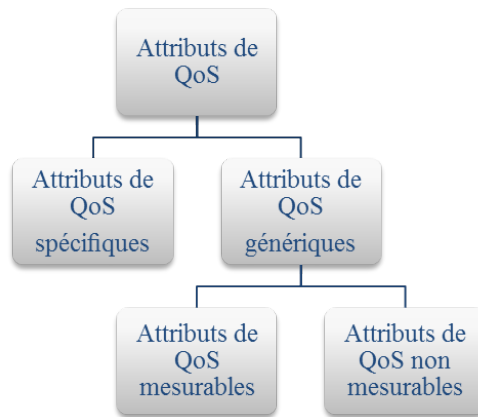 Attributs de
QoS
Attributs de
QoS
spécifiques
Attributs de
QoS
génériques
Attributs de
QoS
mesurables
Attributs de
QoS non
mesurables